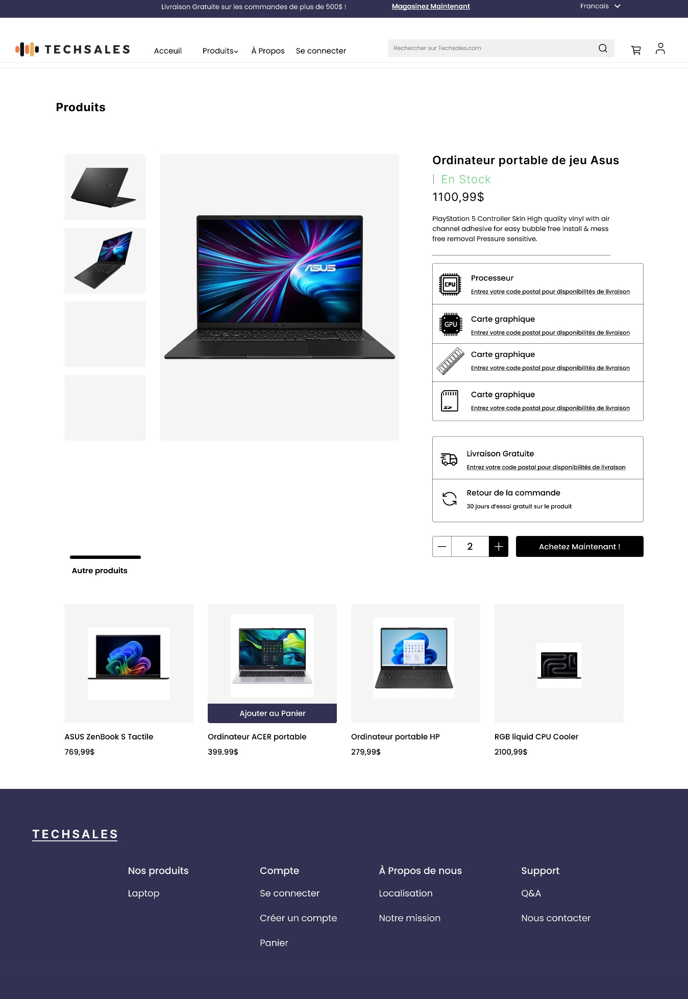 Livraison Gratuite sur les commandes de plus de 500$ !
Magasinez Maintenant
Francais
TECHSALES
Acceuil
Produits
À Propos
Se connecter
Rechercher sur Techsales.com
Produits
Ordinateur portable de jeu Asus
En Stock
1100,99$
PlayStation 5 Controller Skin High quality vinyl with air
channel adhesive for easy bubble free install & mess
free removal Pressure sensitive.
ASUS
CPU
Processeur
Entrez votre code postal pour disponibilités de livraison
GPU
Carte graphique
Entrez votre code postal pour disponibilités de livraison
Carte graphique
Entrez votre code postal pour disponibilités de livraison
Carte graphique
Entrez votre code postal pour disponibilités de livraison
Livraison Gratuite
Entrez votre code postal pour disponibilités de livraison
Retour de la commande
30 jours d’essai gratuit sur le produit
2
Achetez Maintenant !
Autre produits
Ajouter au Panier
ASUS ZenBook S Tactile
769,99$
Ordinateur ACER portable
399.99$
Ordinateur portable HP
279,99$
RGB liquid CPU Cooler
2100,99$
TECHSALES
Nos produits
Laptop
Compte
Se connecter
Créer un compte
Panier
À Propos de nous
Localisation
Notre mission
Support
Q&A
Nous contacter